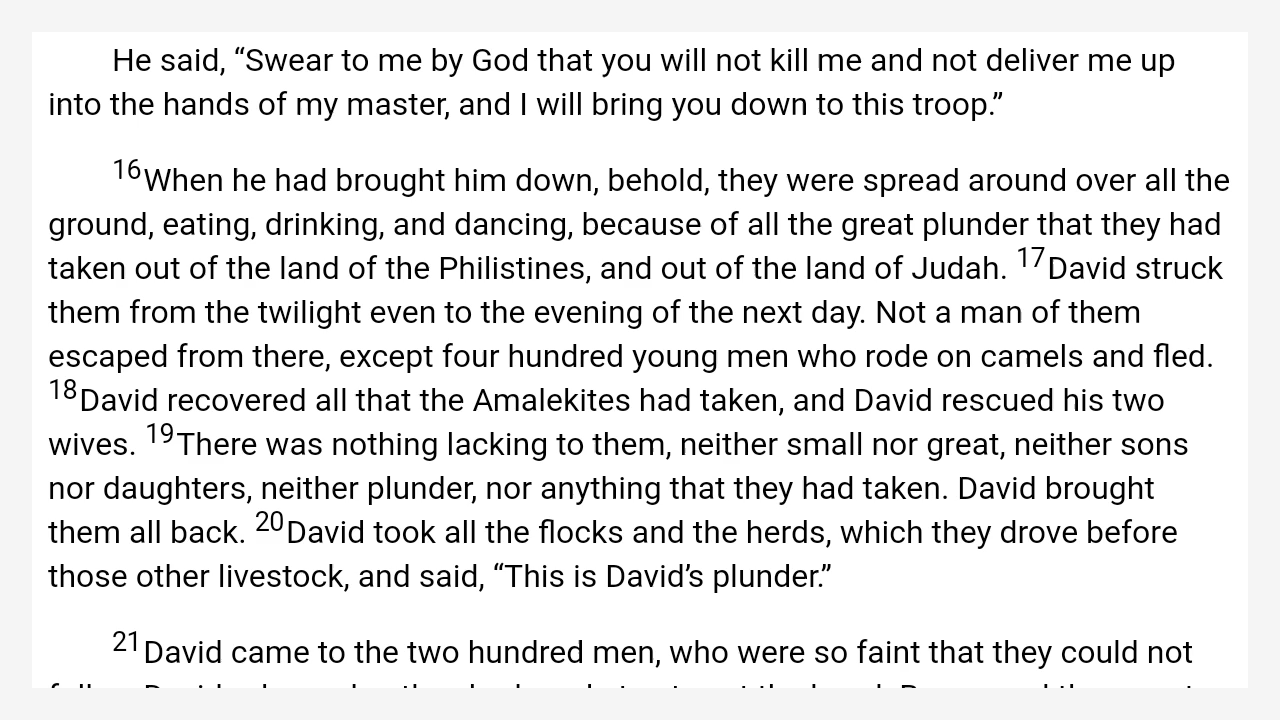 He said, “Swear to me by God that you will not kill me and not deliver me up
into the hands of my master, and I will bring you down to this troop.”
16When he had brought him down, behold, they were spread around over all the
ground, eating, drinking, and dancing, because of all the great plunder that they had
taken out of the land of the Philistines, and out of the land of Judah. 17David struck
them from the twilight even to the evening of the next day. Not a man of them
escaped from there, except four hundred young men who rode on camels and fled.
18David recovered all that the Amalekites had taken, and David rescued his two
wives. 19There was nothing lacking to them, neither small nor great, neither sons
nor daughters, neither plunder, nor anything that they had taken. David brought
them all back. 20David took all the flocks and the herds, which they drove before
those other livestock, and said, “This is David’s plunder.”
21David came to the two hundred men, who were so faint that they could not